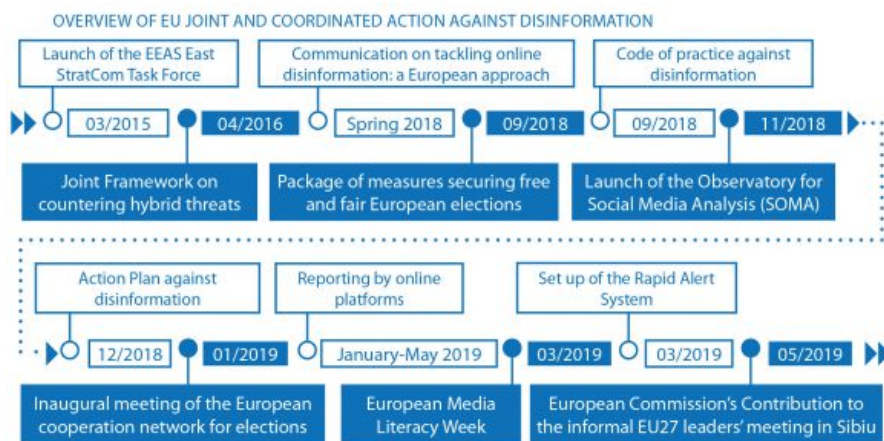 OVERVIEW OF EU JOINT AND COORDINATED ACTION AGAINST DISINFORMATION
Launch of the EEAS East
StratCom Task Force
Communication on tackling online
disinformation: a European approach
Code of practice against
disinformation
03/2015
04/2016
Spring 2018
09/2018
09/2018
11/2018
Joint Framework on
countering hybrid threats
Package of measures securing free
and fair European elections
Launch of the Observatory for
Social Media Analysis (SOMA)
Action Plan against
disinformation
Reporting by online
platforms
Set up of the Rapid Alert
System
12/2018
01/2019
January-May 2019
03/2019
03/2019
05/2019
Inaugural meeting of the European
cooperation network for elections
European Media
Literacy Week
European Commission's Contribution to
the informal EU27 leaders' meeting in Sibiu